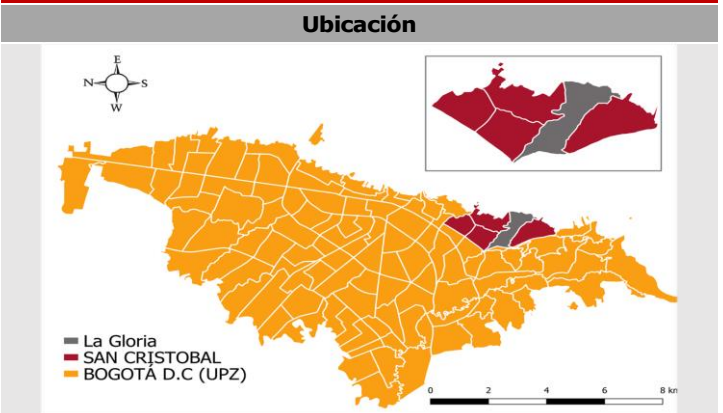 Ubicación
E
N S
W
La Gloria
SAN CRISTOBAL
BOGOTÁ D.C (UPZ)
0 2 4 6 8 km